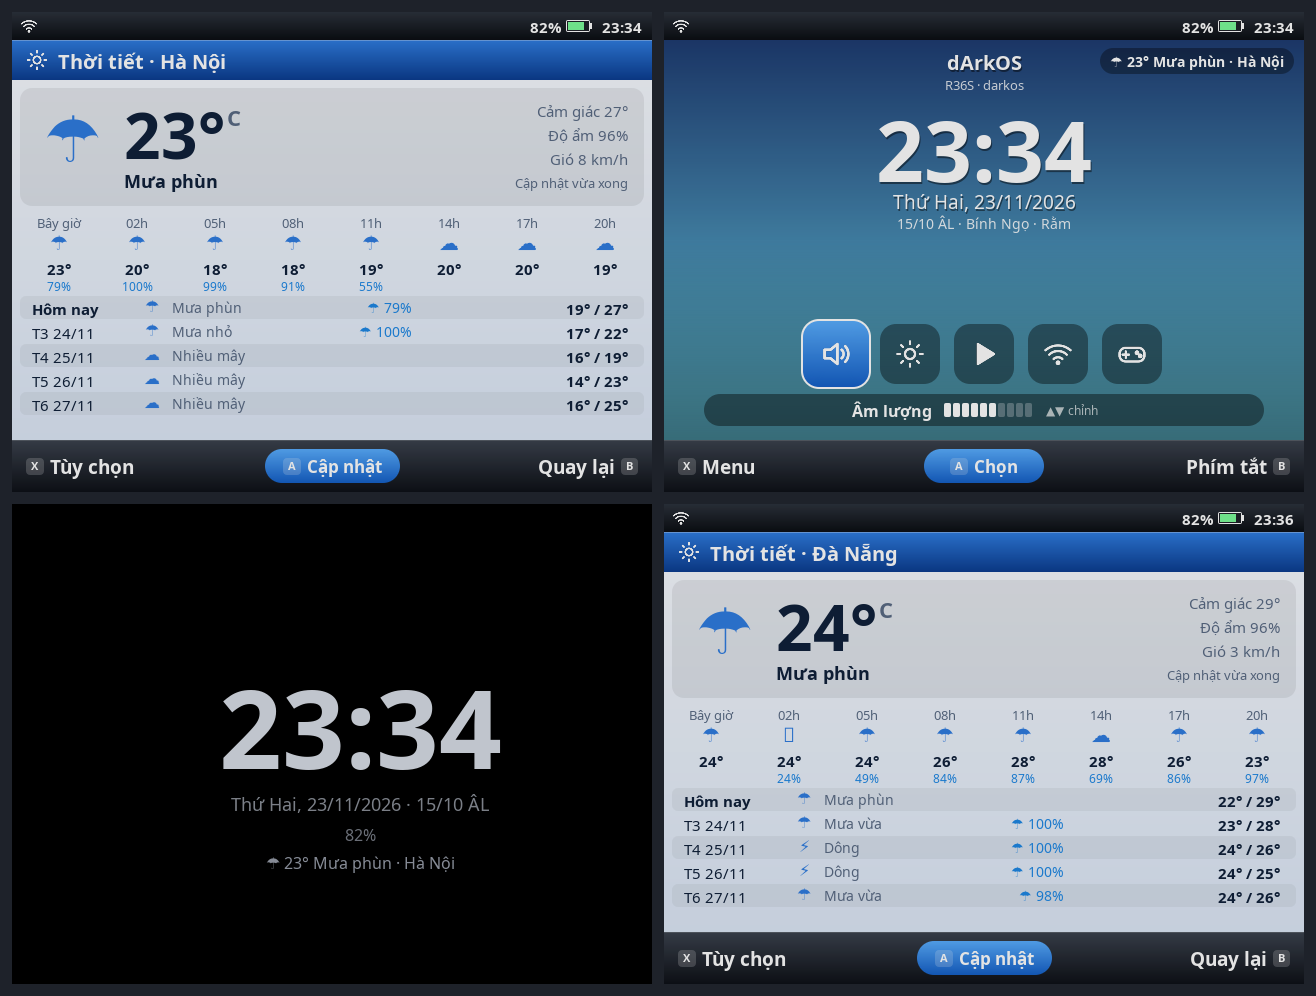 82% 23:34
Thời tiết · Hà Nội
23°C
Mưa phùn
Cảm giác 27°
Độ ẩm 96%
Gió 8 km/h
Cập nhật vừa xong
Bây giờ 02h 05h 08h 11h 14h 17h 20h
23° 20° 18° 18° 19° 20° 20° 19°
79% 100% 99% 91% 55%
Hôm nay Mưa phùn 79% 19° / 27°
T3 24/11 Mưa nhỏ 100% 17° / 22°
T4 25/11 Nhiều mây 16° / 19°
T5 26/11 Nhiều mây 14° / 23°
T6 27/11 Nhiều mây 16° / 25°
X Tùy chọn A Cập nhật Quay lại B
82% 23:34
dArkOS
R36S · darkos
23° Mưa phùn · Hà Nội
23:34
Thứ Hai, 23/11/2026
15/10 ÂL · Bính Ngọ · Rằm
Âm lượng ▲▼ chỉnh
X Menu A Chọn Phím tắt B
23:34
Thứ Hai, 23/11/2026 · 15/10 ÂL
82%
23° Mưa phùn · Hà Nội
82% 23:36
Thời tiết · Đà Nẵng
24°C
Mưa phùn
Cảm giác 29°
Độ ẩm 96%
Gió 3 km/h
Cập nhật vừa xong
Bây giờ 02h 05h 08h 11h 14h 17h 20h
24° 24° 24° 26° 28° 28° 26° 23°
24% 49% 84% 87% 69% 86% 97%
Hôm nay Mưa phùn 22° / 29°
T3 24/11 Mưa vừa 100% 23° / 28°
T4 25/11 Dông 100% 24° / 26°
T5 26/11 Dông 100% 24° / 25°
T6 27/11 Mưa vừa 98% 24° / 26°
X Tùy chọn A Cập nhật Quay lại B